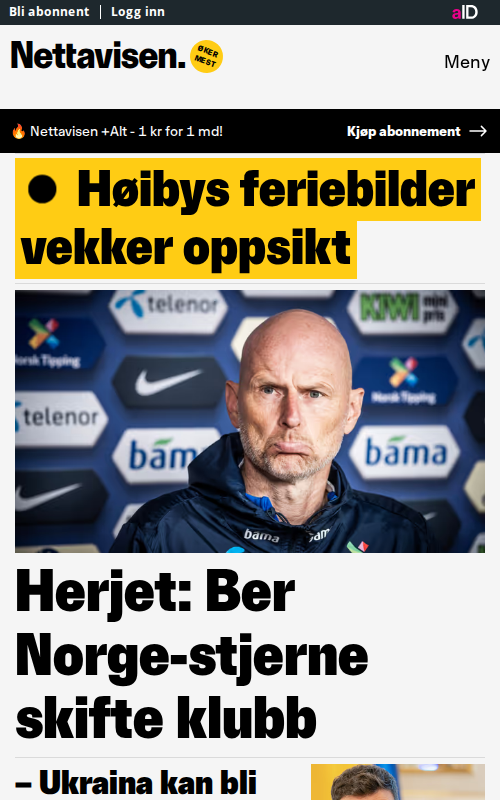 Bli abonnent
Logg inn
aID
Nettavisen.
ØKER
MEST
Meny
🔥 Nettavisen +Alt - 1 kr for 1 md!
Kjøp abonnement →
Høibys feriebilder
vekker oppsikt
telenor
KIWI mini
pris
Norsk Tipping
Norsk Tipping
telenor
bama
bama
bama
Herjet: Ber
Norge-stjerne
skifte klubb
– Ukraina kan bli